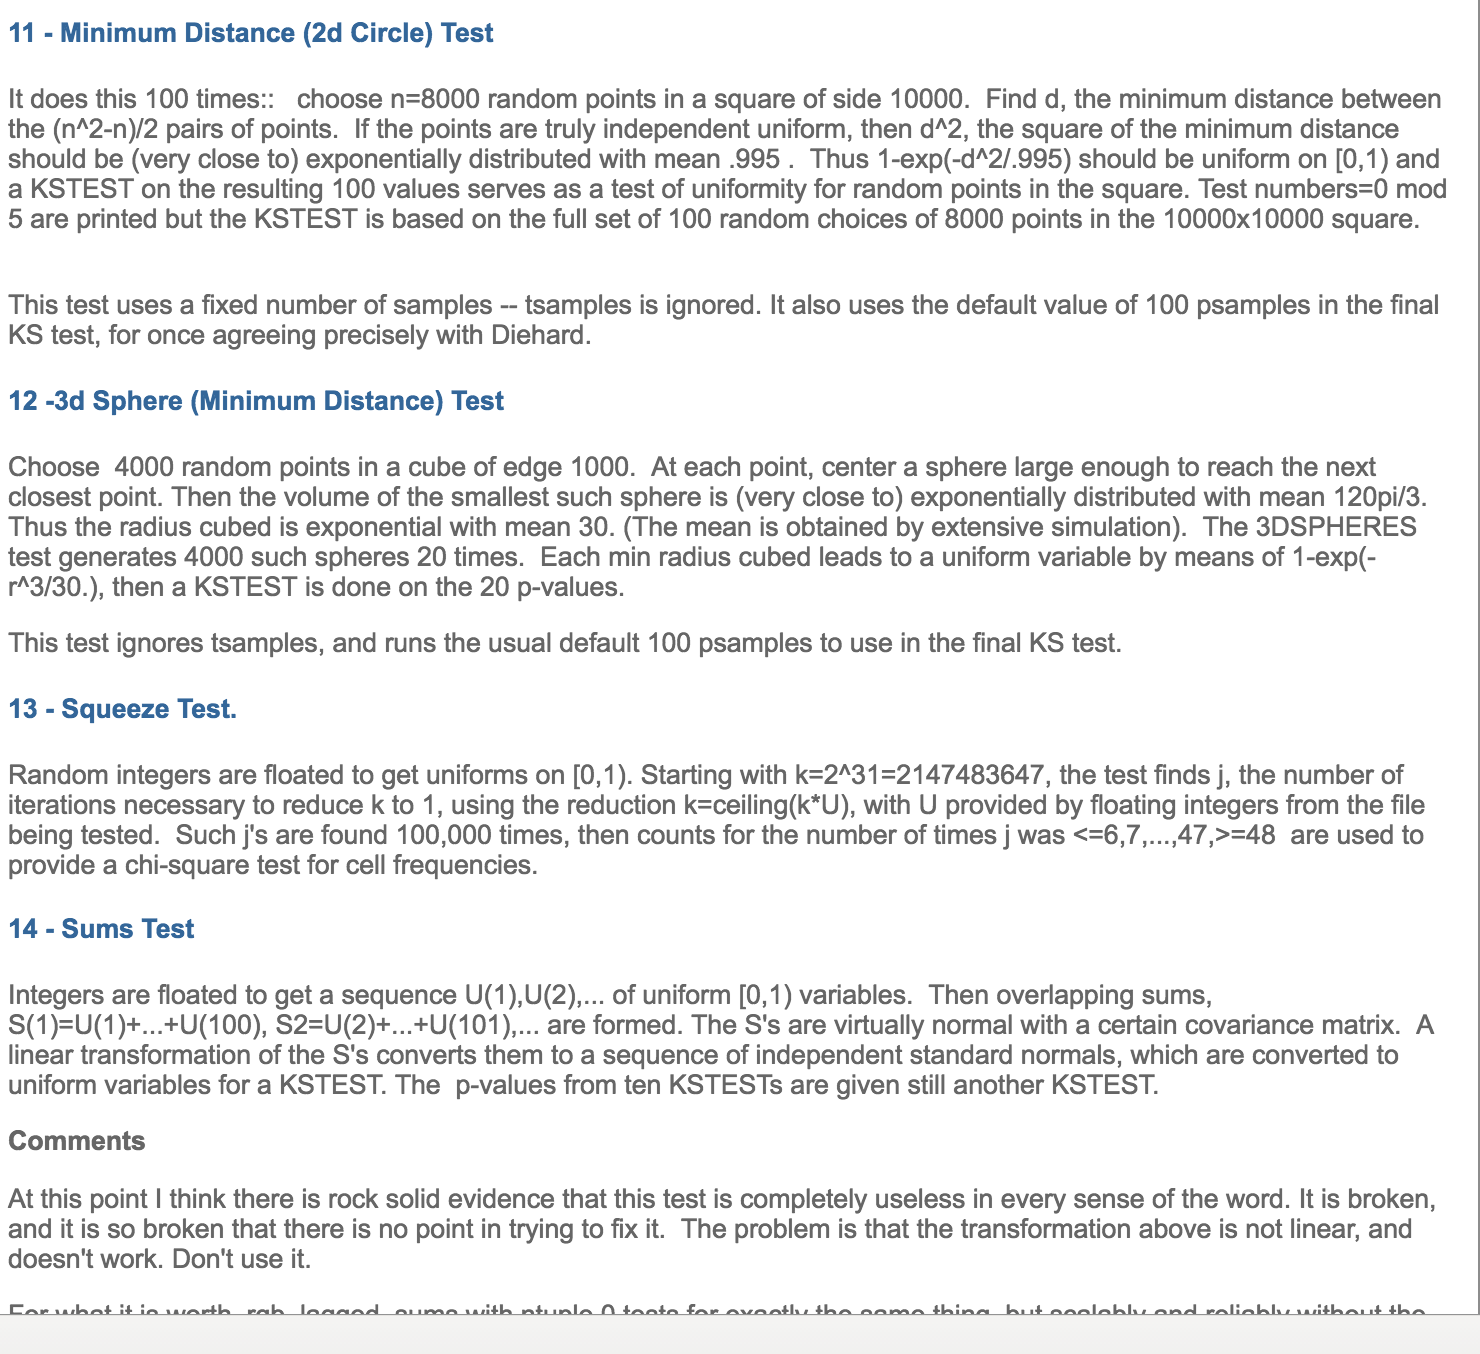 11 - Minimum Distance (2d Circle) Test
It does this 100 times::   choose n=8000 random points in a square of side 10000.  Find d, the minimum distance between
the (n^2-n)/2 pairs of points.  If the points are truly independent uniform, then d^2, the square of the minimum distance
should be (very close to) exponentially distributed with mean .995 .  Thus 1-exp(-d^2/.995) should be uniform on [0,1) and
a KSTEST on the resulting 100 values serves as a test of uniformity for random points in the square. Test numbers=0 mod
5 are printed but the KSTEST is based on the full set of 100 random choices of 8000 points in the 10000x10000 square.
This test uses a fixed number of samples -- tsamples is ignored. It also uses the default value of 100 psamples in the final
KS test, for once agreeing precisely with Diehard.
12 -3d Sphere (Minimum Distance) Test
Choose  4000 random points in a cube of edge 1000.  At each point, center a sphere large enough to reach the next
closest point. Then the volume of the smallest such sphere is (very close to) exponentially distributed with mean 120pi/3.
Thus the radius cubed is exponential with mean 30. (The mean is obtained by extensive simulation).  The 3DSPHERES
test generates 4000 such spheres 20 times.  Each min radius cubed leads to a uniform variable by means of 1-exp(-
r^3/30.), then a KSTEST is done on the 20 p-values.
This test ignores tsamples, and runs the usual default 100 psamples to use in the final KS test.
13 - Squeeze Test.
Random integers are floated to get uniforms on [0,1). Starting with k=2^31=2147483647, the test finds j, the number of
iterations necessary to reduce k to 1, using the reduction k=ceiling(k*U), with U provided by floating integers from the file
being tested.  Such j's are found 100,000 times, then counts for the number of times j was <=6,7,...,47,>=48  are used to
provide a chi-square test for cell frequencies.
14 - Sums Test
Integers are floated to get a sequence U(1),U(2),... of uniform [0,1) variables.  Then overlapping sums,
S(1)=U(1)+...+U(100), S2=U(2)+...+U(101),... are formed. The S's are virtually normal with a certain covariance matrix.  A
linear transformation of the S's converts them to a sequence of independent standard normals, which are converted to
uniform variables for a KSTEST. The  p-values from ten KSTESTs are given still another KSTEST.
Comments
At this point I think there is rock solid evidence that this test is completely useless in every sense of the word. It is broken,
and it is so broken that there is no point in trying to fix it.  The problem is that the transformation above is not linear, and
doesn't work. Don't use it.
For what it is worth, rgb_lagged_sums with ntuple 0 tests for exactly the same thing, but scalably and reliably without the